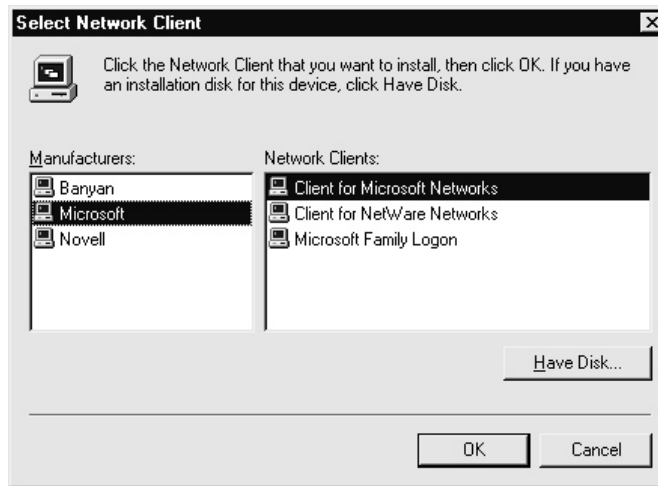 Select Network Client
Click the Network Client that you want to install, then click OK. If you have
an installation disk for this device, click Have Disk.
Manufacturers:
Network Clients:
Banyan
Microsoft
Novell
Client for Microsoft Networks
Client for NetWare Networks
Microsoft Family Logon
Have Disk...
OK
Cancel